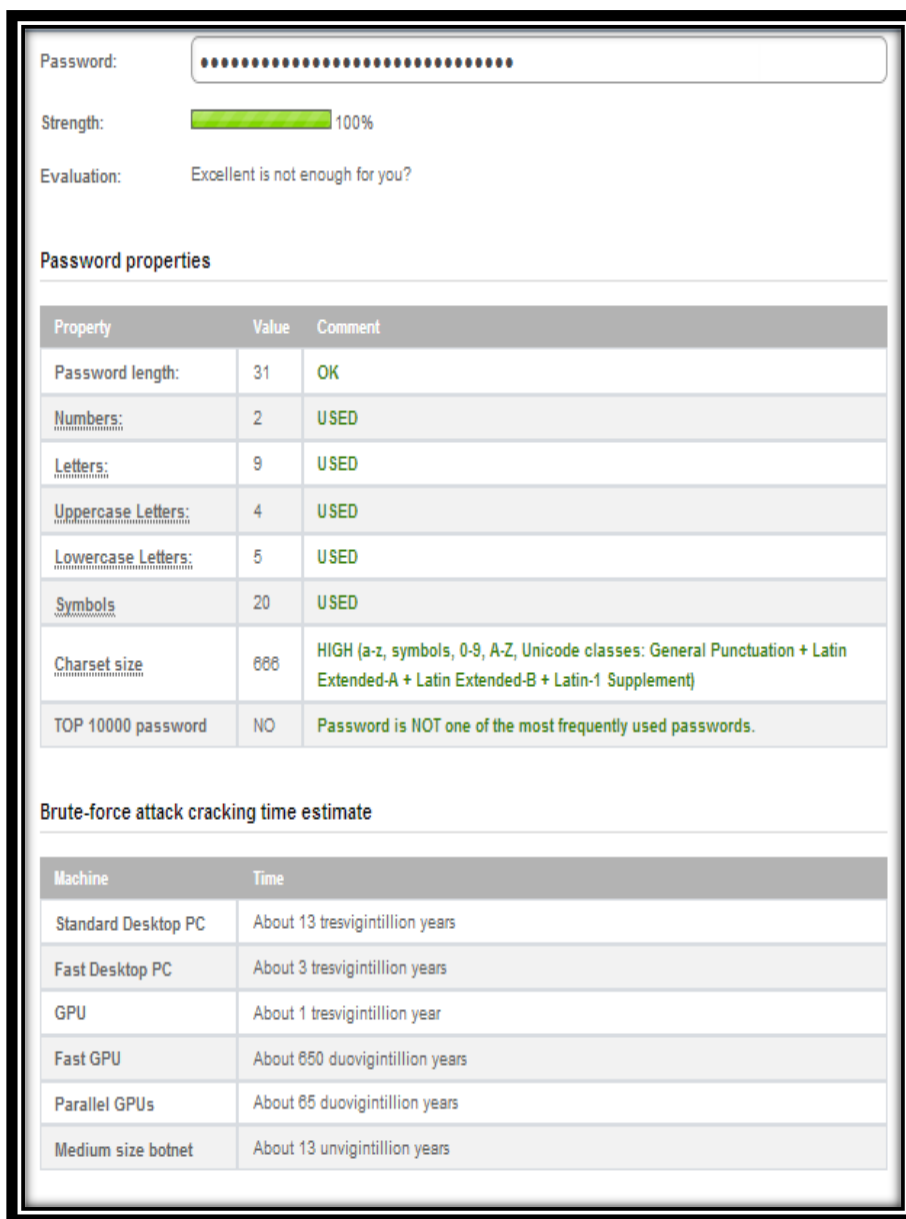 Password: •••••••••••••••••••••••••••••••
Strength: 100%
Evaluation: Excellent is not enough for you?
Password properties
Property Value Comment
Password length: 31 OK
Numbers: 2 USED
Letters: 9 USED
Uppercase Letters: 4 USED
Lowercase Letters: 5 USED
Symbols 20 USED
Charset size 666 HIGH (a-z, symbols, 0-9, A-Z, Unicode classes: General Punctuation + Latin
Extended-A + Latin Extended-B + Latin-1 Supplement)
TOP 10000 password NO Password is NOT one of the most frequently used passwords.
Brute-force attack cracking time estimate
Machine Time
Standard Desktop PC About 13 tresvigintillion years
Fast Desktop PC About 3 tresvigintillion years
GPU About 1 tresvigintillion year
Fast GPU About 650 duovigintillion years
Parallel GPUs About 65 duovigintillion years
Medium size botnet About 13 unvigintillion years